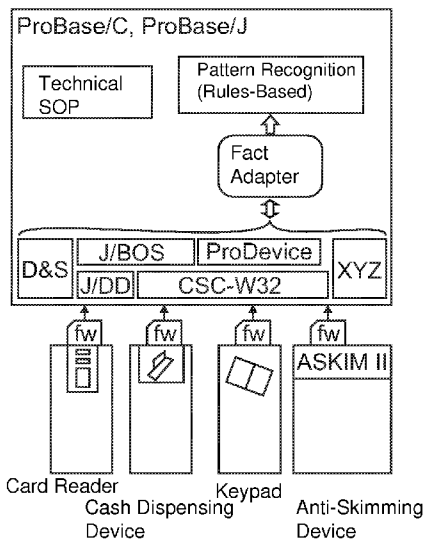 ProBase/C, ProBase/J
Technical
SOP
Pattern Recognition
(Rules-Based)
Fact
Adapter
D&S
J/BOS
ProDevice
XYZ
J/DD
CSC-W32
fw
fw
fw
fw
ASKIM II
Card Reader
Cash Dispensing
Device
Keypad
Anti-Skimming
Device